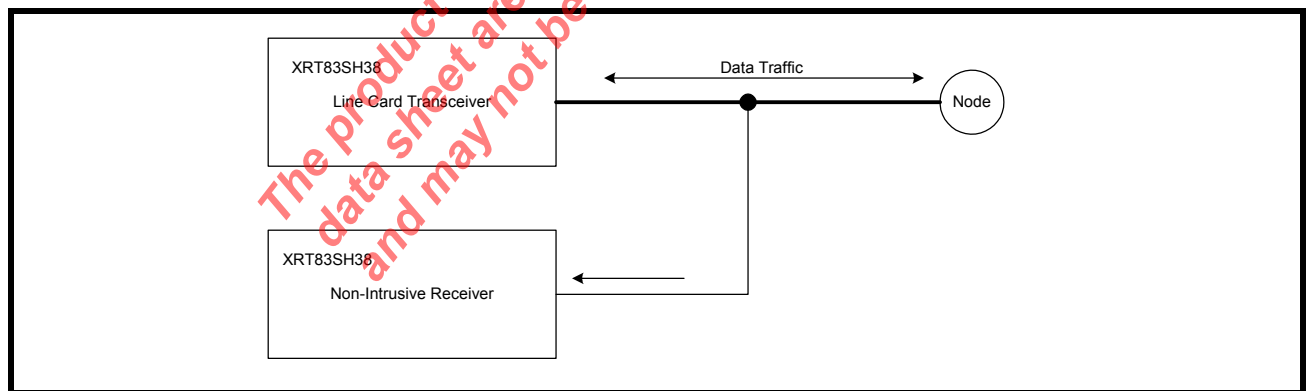 XRT83SH38
Line Card Transceiver
Data Traffic
Node
XRT83SH38
Non-Intrusive Receiver
The product
data sheet are
and may not be